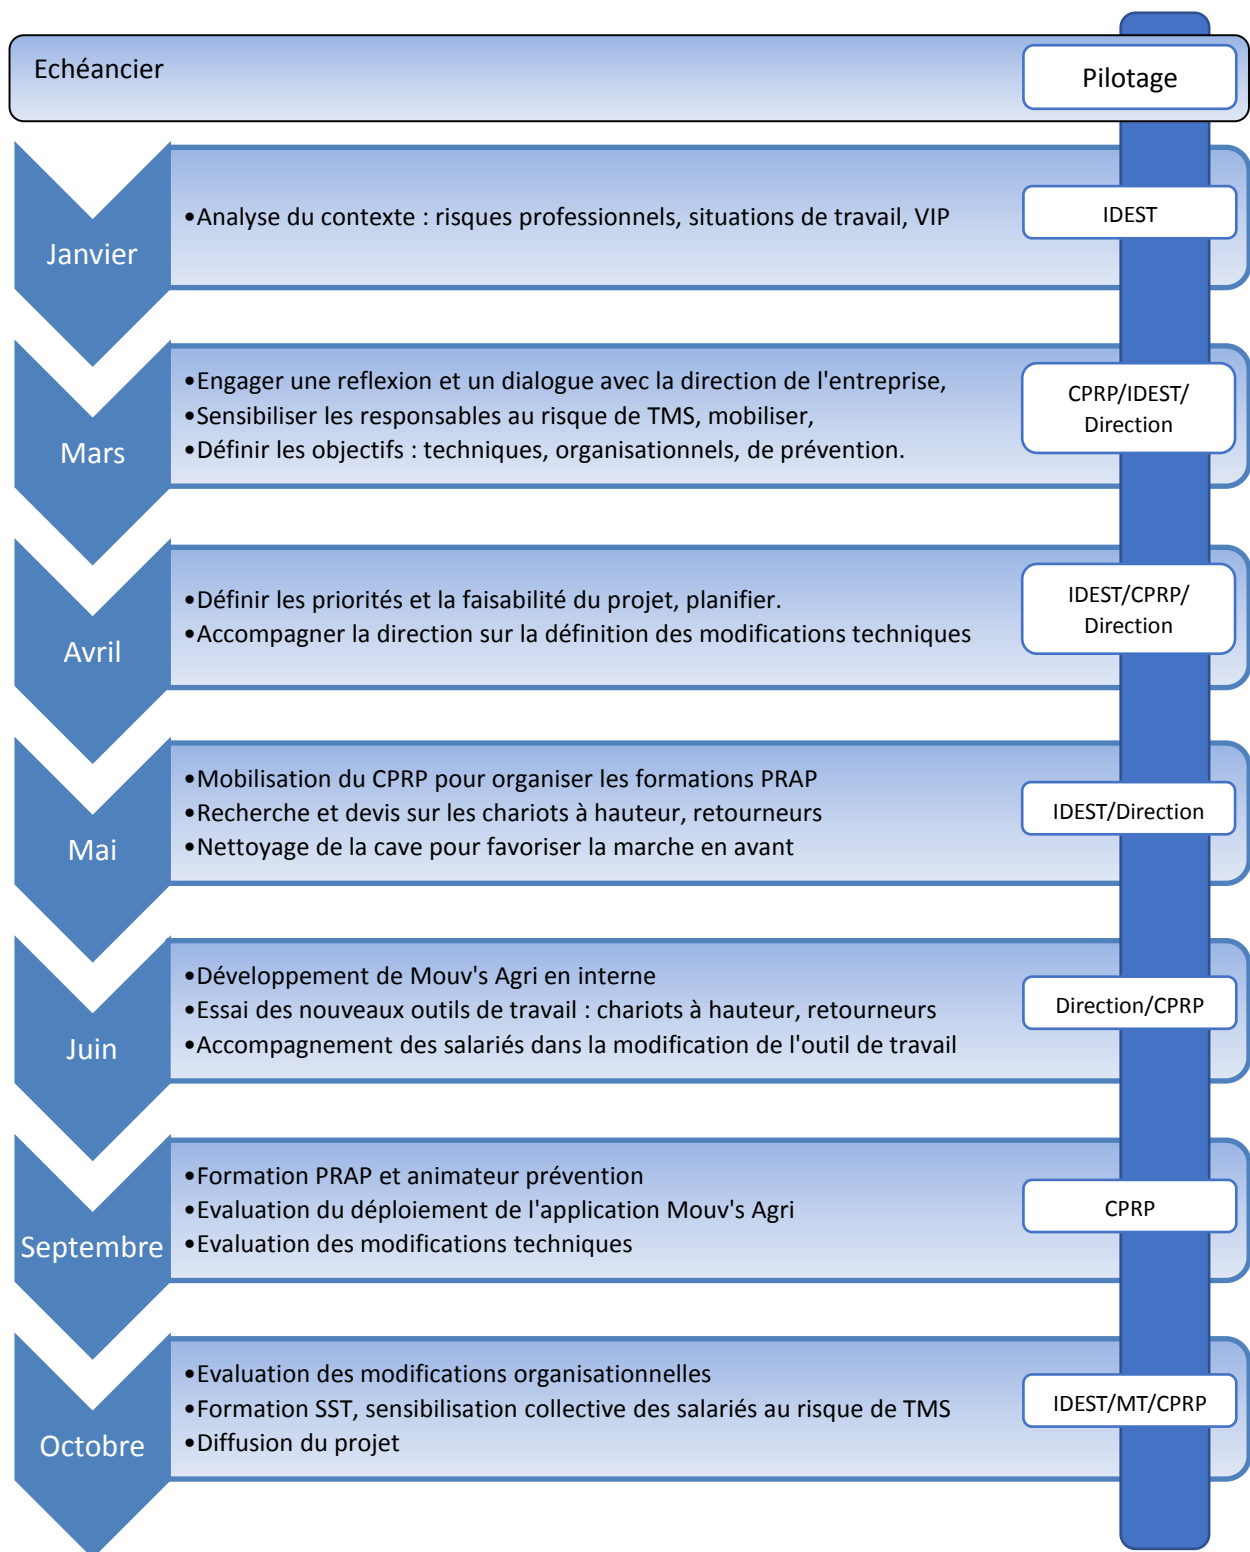 Echéancier
Pilotage
Janvier
•Analyse du contexte : risques professionnels, situations de travail, VIP
IDEST
Mars
•Engager une reflexion et un dialogue avec la direction de l'entreprise,
•Sensibiliser les responsables au risque de TMS, mobiliser,
•Définir les objectifs : techniques, organisationnels, de prévention.
CPRP/IDEST/
Direction
Avril
•Définir les priorités et la faisabilité du projet, planifier.
•Accompagner la direction sur la définition des modifications techniques
IDEST/CPRP/
Direction
Mai
•Mobilisation du CPRP pour organiser les formations PRAP
•Recherche et devis sur les chariots à hauteur, retourneurs
•Nettoyage de la cave pour favoriser la marche en avant
IDEST/Direction
Juin
•Développement de Mouv's Agri en interne
•Essai des nouveaux outils de travail : chariots à hauteur, retourneurs
•Accompagnement des salariés dans la modification de l'outil de travail
Direction/CPRP
Septembre
•Formation PRAP et animateur prévention
•Evaluation du déploiement de l'application Mouv's Agri
•Evaluation des modifications techniques
CPRP
Octobre
•Evaluation des modifications organisationnelles
•Formation SST, sensibilisation collective des salariés au risque de TMS
•Diffusion du projet
IDEST/MT/CPRP